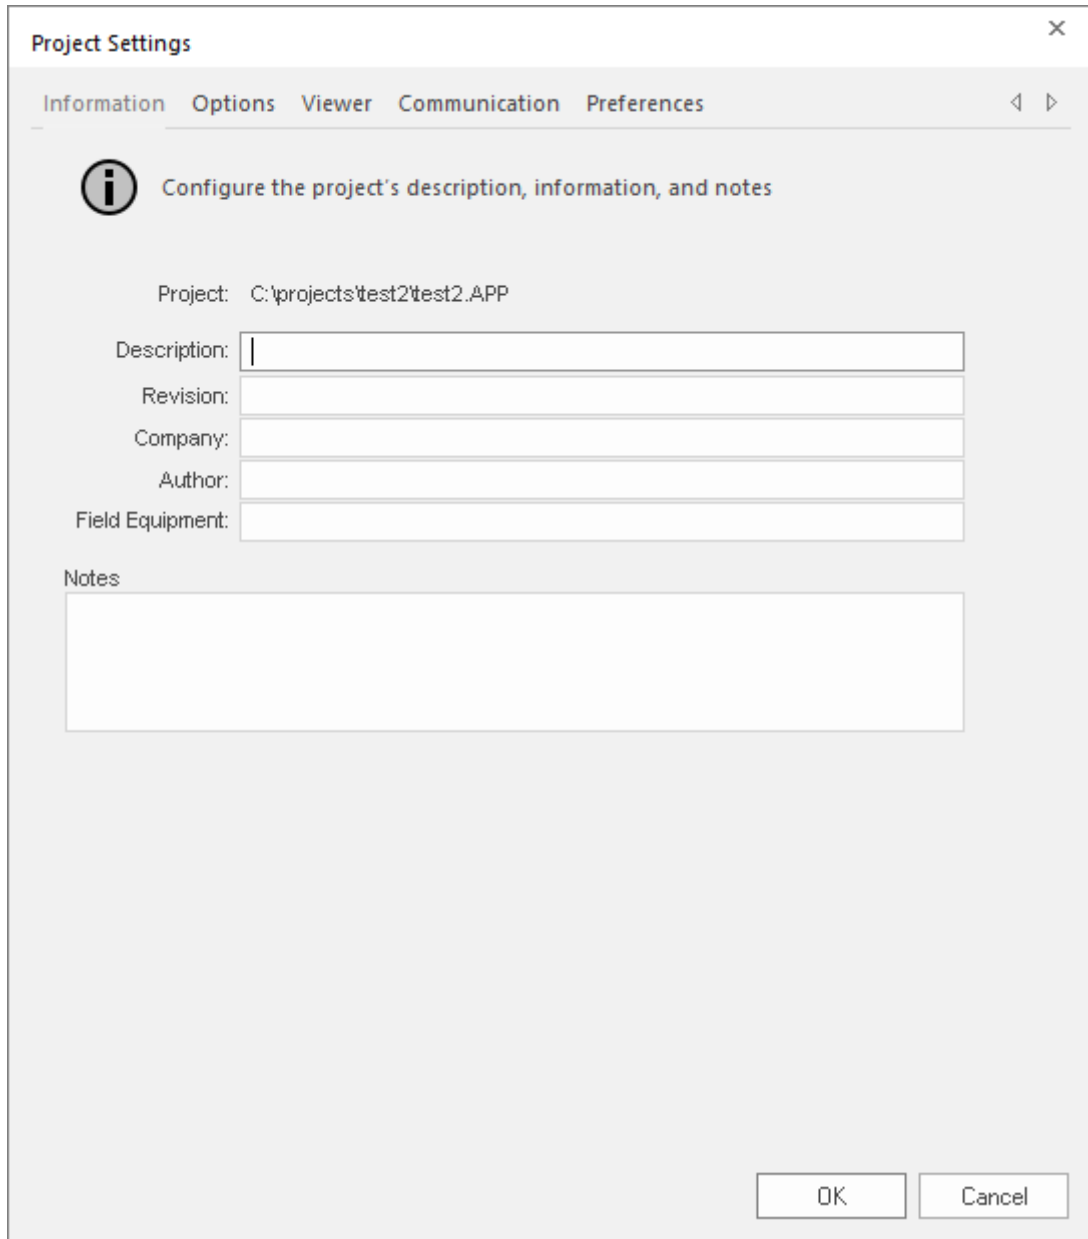 Project Settings
Information Options Viewer Communication Preferences
Configure the project's description, information, and notes
Project: C:\projects\test2\test2.APP
Description:
Revision:
Company:
Author:
Field Equipment:
Notes
OK Cancel